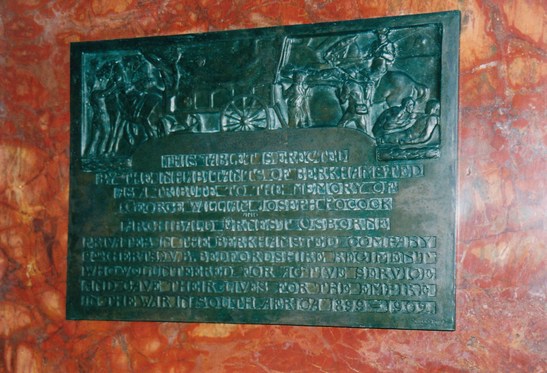 THIS TABLET IS ERECTED
BY THE INHABITANTS OF BERKHAMSTED
AS A TRIBUTE TO THE MEMORY OF
GEORGE WILLIAM JOSEPH POCOCK
AND
ARCHIBALD ERNEST OSBORNE
PRIVATES IN THE BERKHAMSTED COMPANY
HERTS V.B. BEDFORDSHIRE REGIMENT
WHO VOLUNTEERED FOR ACTIVE SERVICE
AND GAVE THEIR LIVES FOR THE EMPIRE
IN THE WAR IN SOUTH AFRICA 1899–1902.